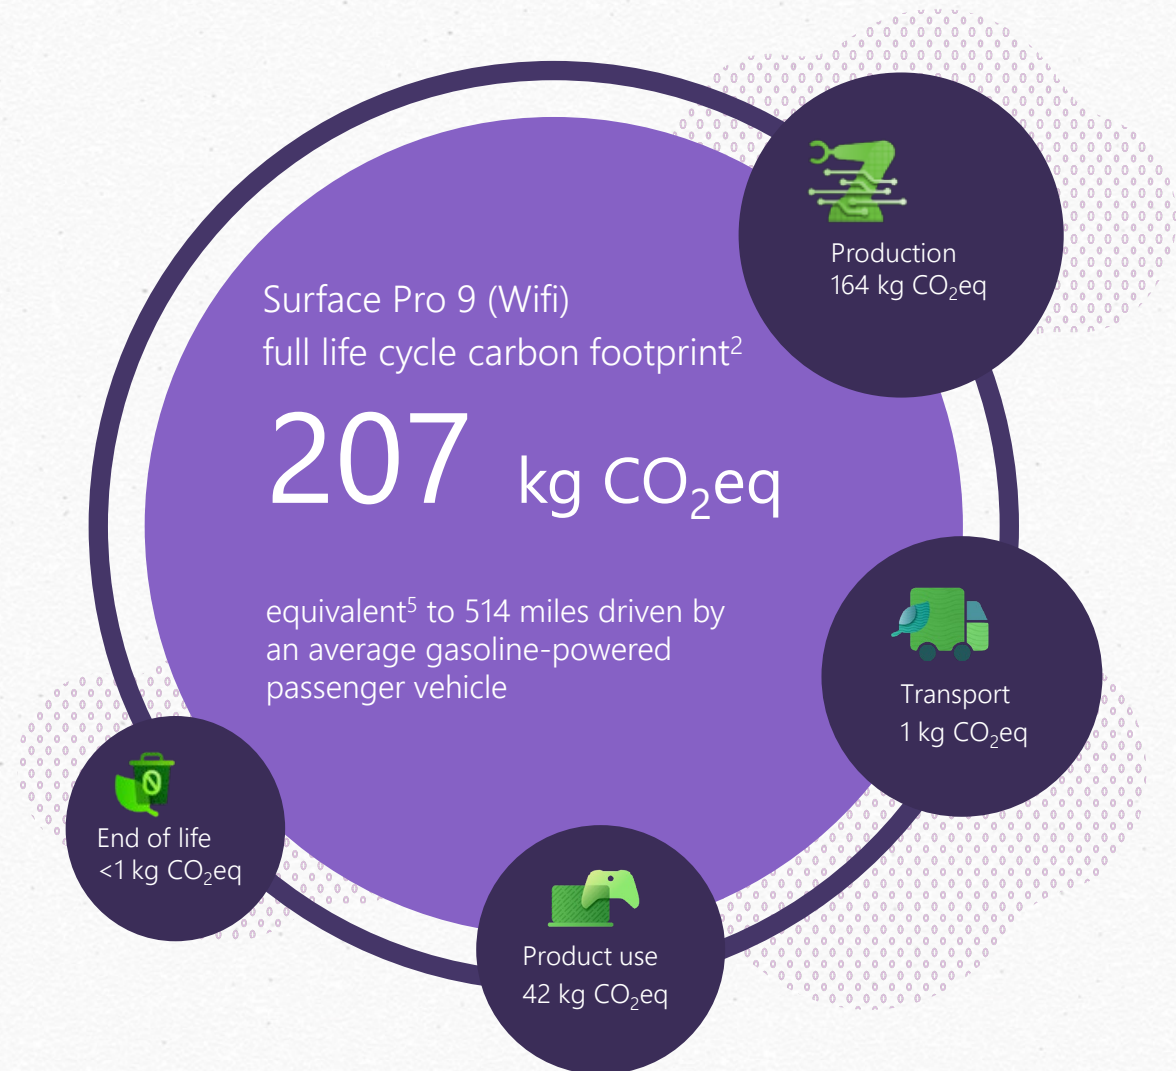 Surface Pro 9 (Wifi)
full life cycle carbon footprint²
207 kg CO₂eq
equivalent⁵ to 514 miles driven by
an average gasoline-powered
passenger vehicle
Production
164 kg CO₂eq
Transport
1 kg CO₂eq
Product use
42 kg CO₂eq
End of life
<1 kg CO₂eq